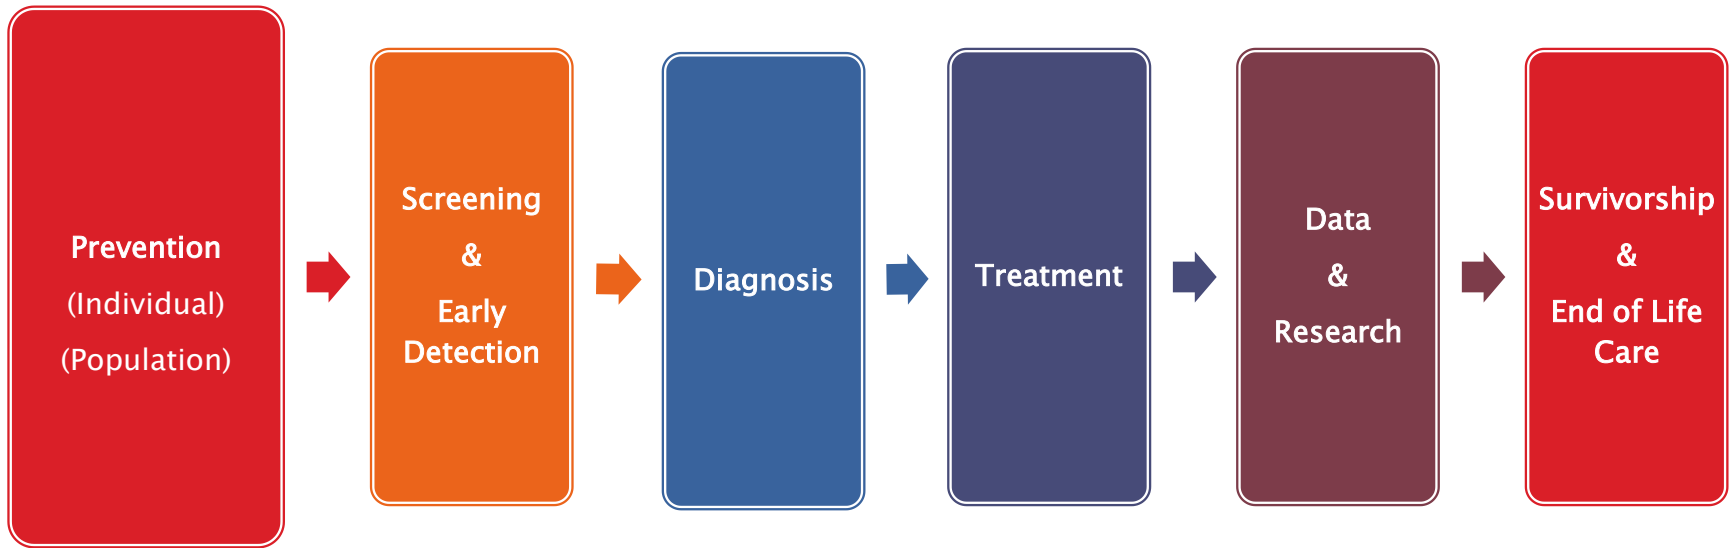 Prevention
(Individual)
(Population)
Screening
&
Early
Detection
Diagnosis
Treatment
Data
&
Research
Survivorship
&
End of Life
Care